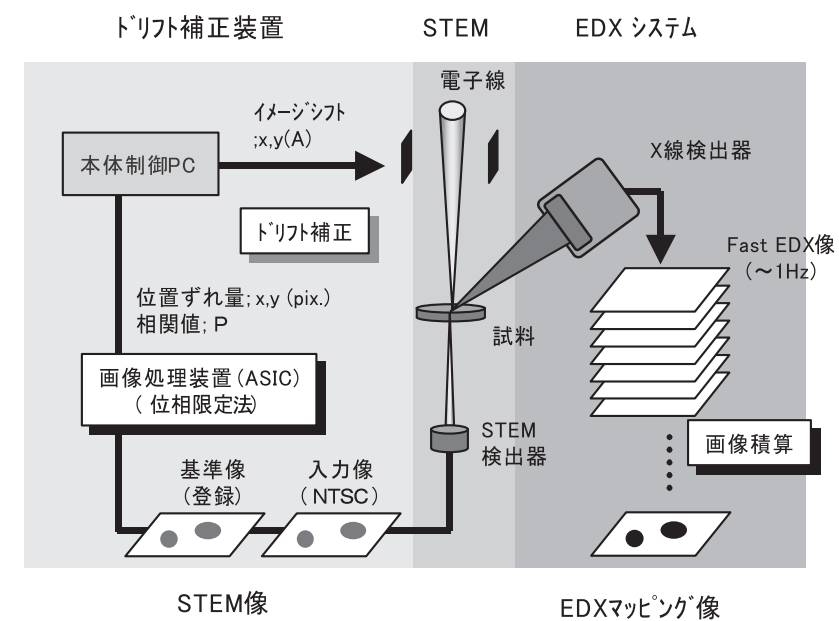 ドリフト補正装置
STEM
EDX システム
電子線
イメージシフト
;x,y(A)
本体制御PC
X線検出器
ドリフト補正
Fast EDX像
(～1Hz)
位置ずれ量; x,y (pix.)
相関値; P
試料
画像処理装置(ASIC)
(位相限定法)
STEM
検出器
画像積算
基準像
(登録)
入力像
(NTSC)
STEM像
EDXマッピング像